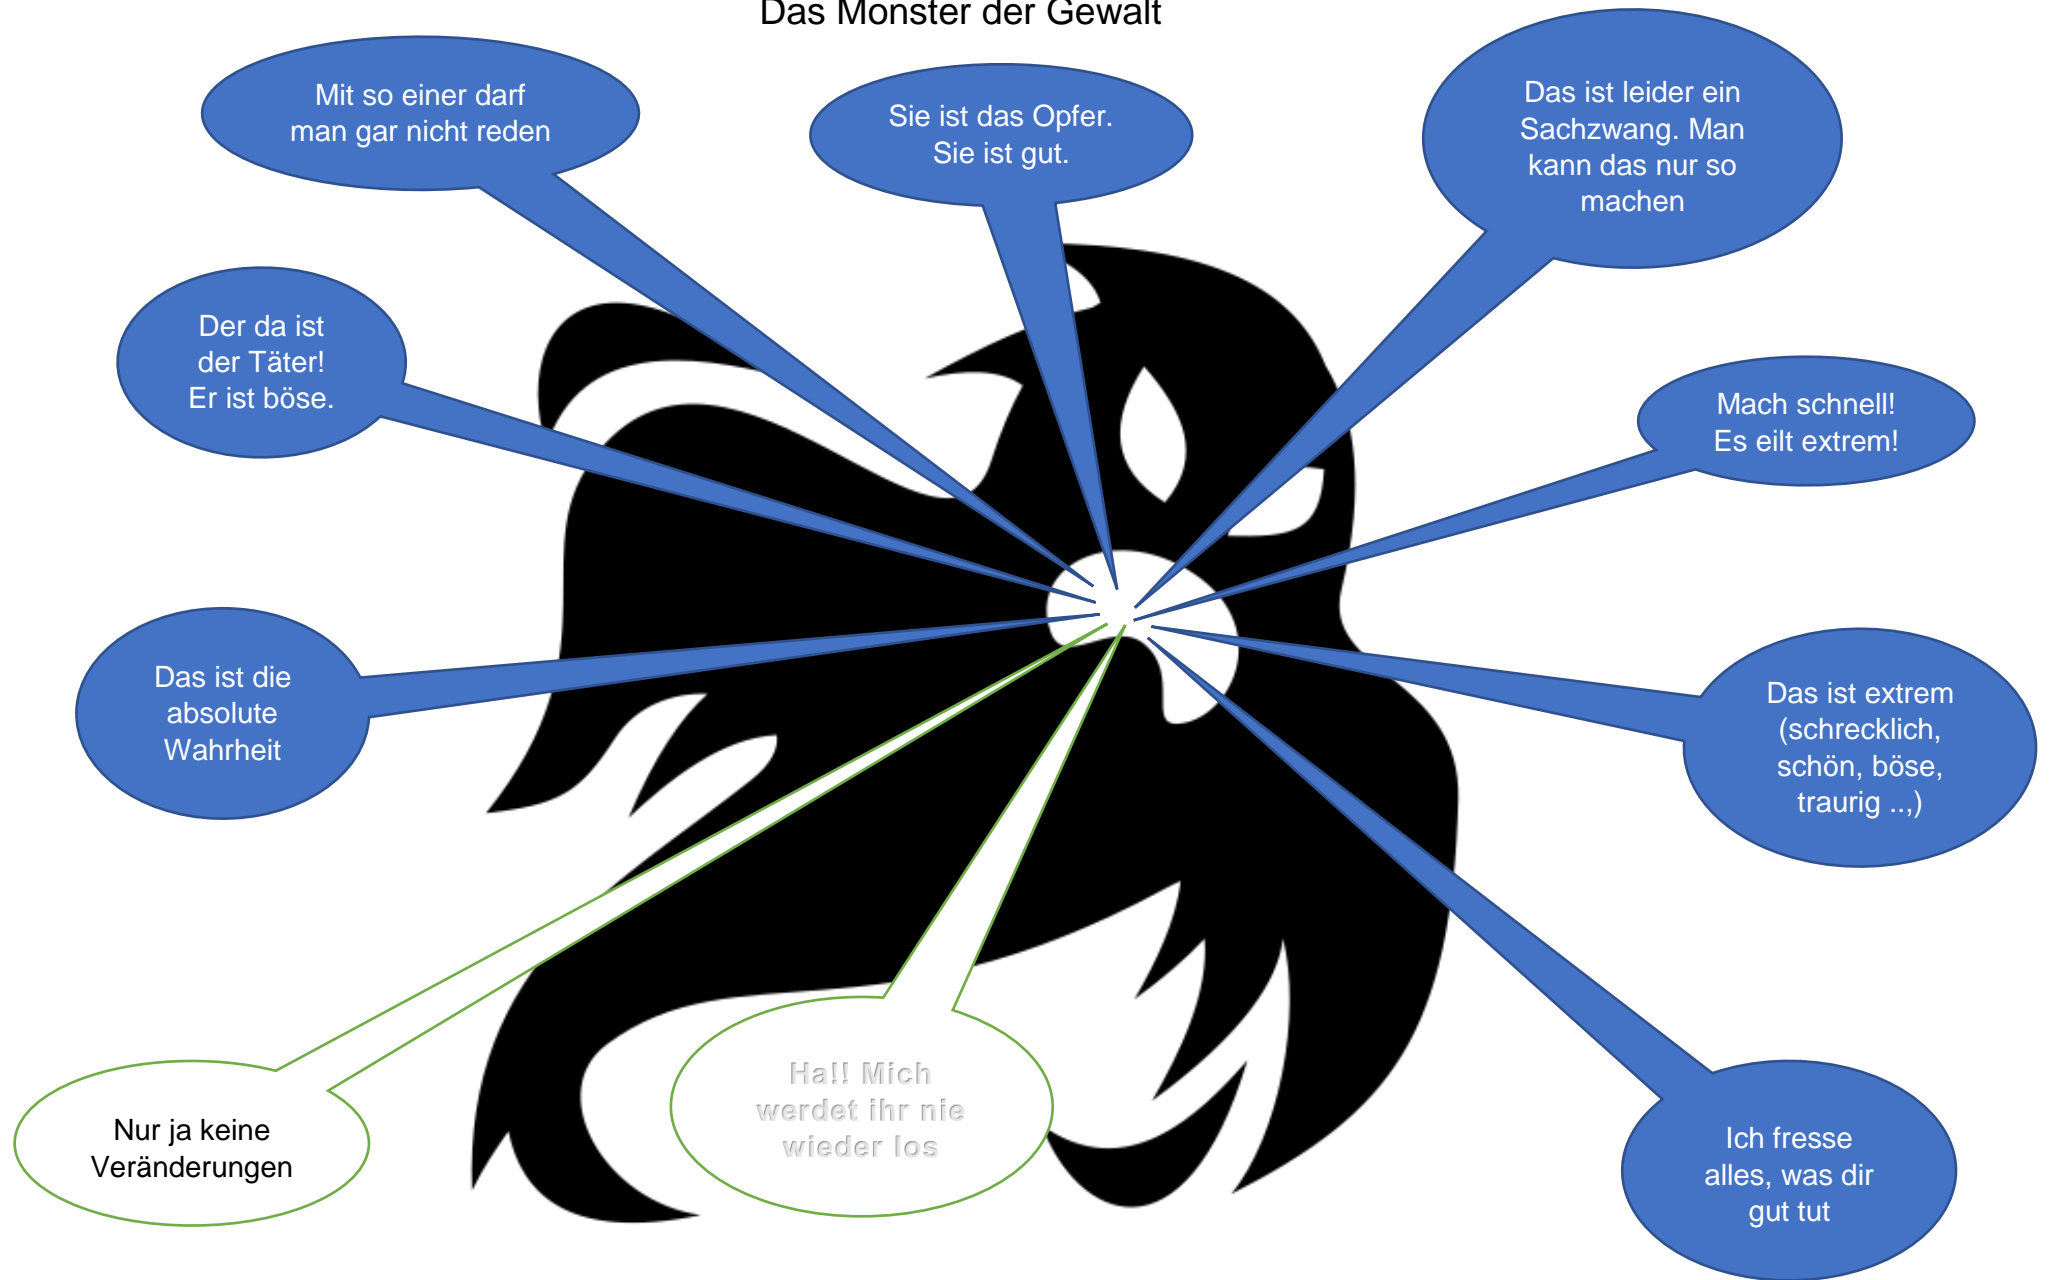 Das Monster der Gewalt
Mit so einer darf
man gar nicht reden
Sie ist das Opfer.
Sie ist gut.
Das ist leider ein
Sachzwang. Man
kann das nur so
machen
Der da ist
der Täter!
Er ist böse.
Mach schnell!
Es eilt extrem!
Das ist die
absolute
Wahrheit
Das ist extrem
(schrecklich,
schön, böse,
traurig ..,)
Nur ja keine
Veränderungen
Ha!! Mich
werdet ihr nie
wieder los
Ich fresse
alles, was dir
gut tut